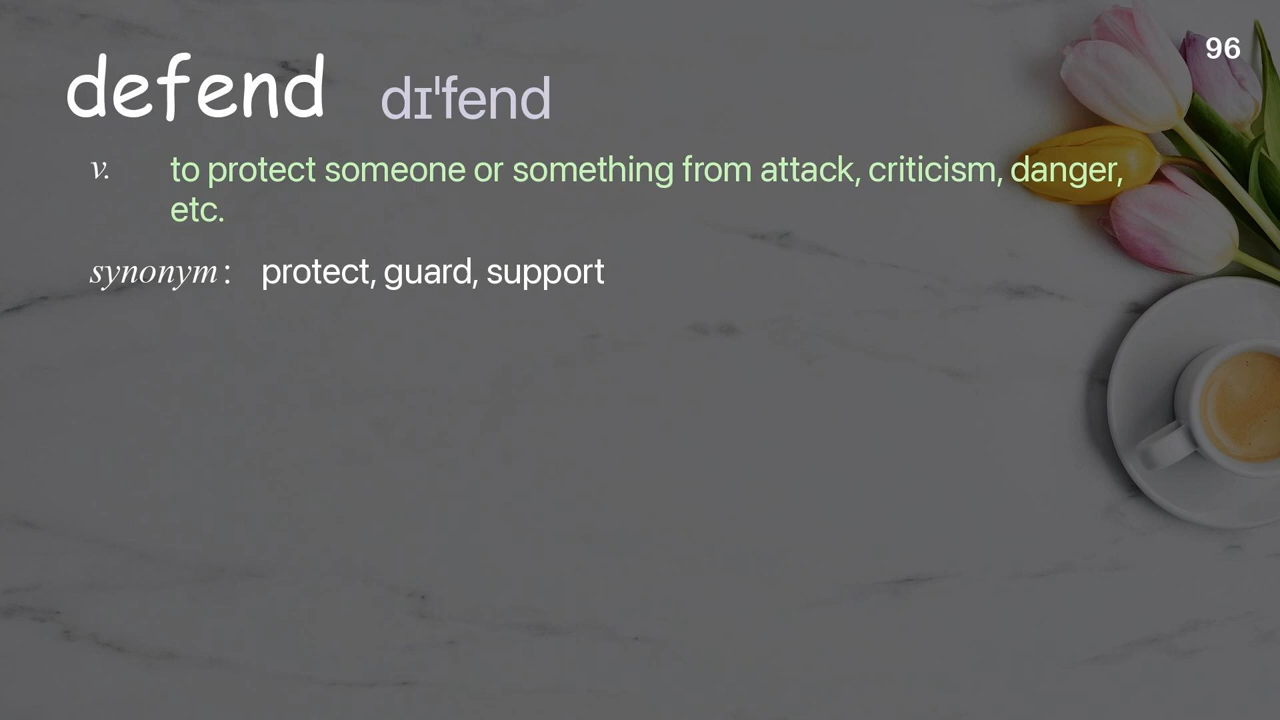 96
defend dɪˈfend
v. to protect someone or something from attack, criticism, danger,
etc.
synonym: protect, guard, support